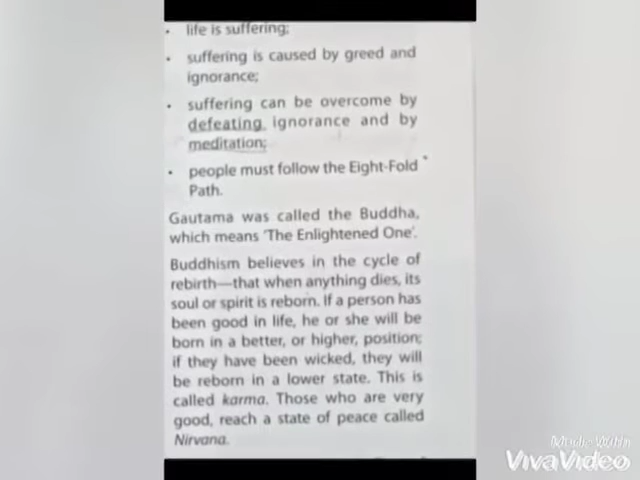 • life is suffering;
• suffering is caused by greed and
ignorance;
• suffering can be overcome by
defeating ignorance and by
meditation;
• people must follow the Eight-Fold
Path.
Gautama was called the Buddha,
which means 'The Enlightened One'.
Buddhism believes in the cycle of
rebirth—that when anything dies, its
soul or spirit is reborn. If a person has
been good in life, he or she will be
born in a better, or higher, position;
if they have been wicked, they will
be reborn in a lower state. This is
called karma. Those who are very
good, reach a state of peace called
Nirvana.
VivaVideo